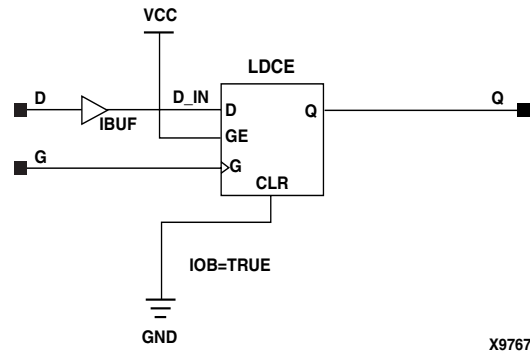 VCC
LDCE
D
D_IN
D
Q
Q
IBUF
GE
G
G
CLR
IOB=TRUE
GND
X9767